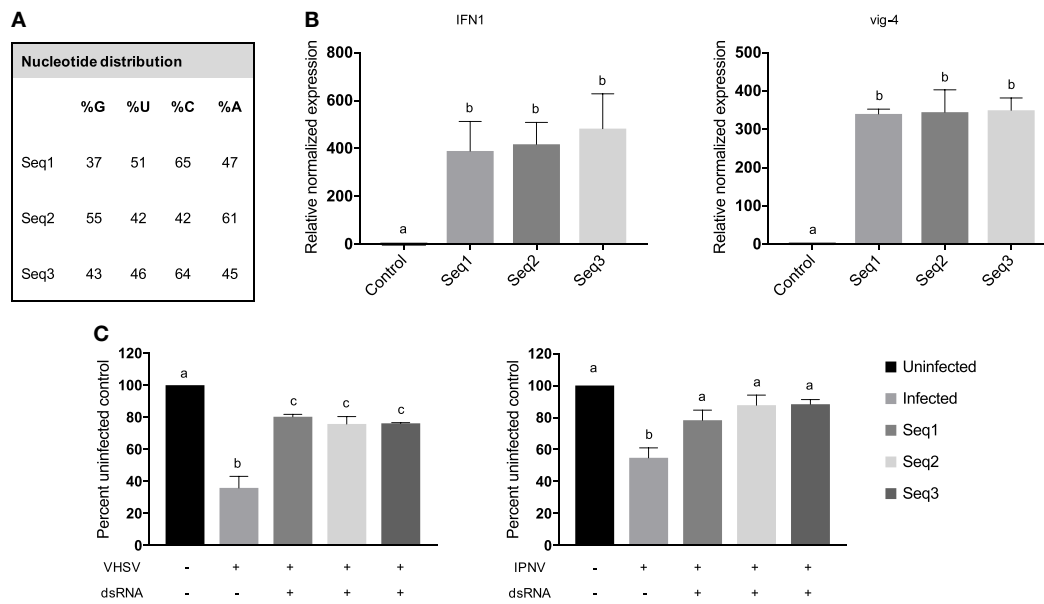 A
Nucleotide distribution
%G %U %C %A
Seq1 37 51 65 47
Seq2 55 42 42 61
Seq3 43 46 64 45
B
IFN1
Relative normalized expression
800
600
400
200
0
a
b
b
b
Control Seq1 Seq2 Seq3
vig-4
Relative normalized expression
500
400
300
200
100
0
a
b
b
b
Control Seq1 Seq2 Seq3
C
Percent uninfected control
120
100
80
60
40
20
0
a
b
c
c
c
VHSV - + + + +
dsRNA - - + + +
Percent uninfected control
120
100
80
60
40
20
0
a
b
a
a
a
IPNV - + + + +
dsRNA - - + + +
Uninfected
Infected
Seq1
Seq2
Seq3